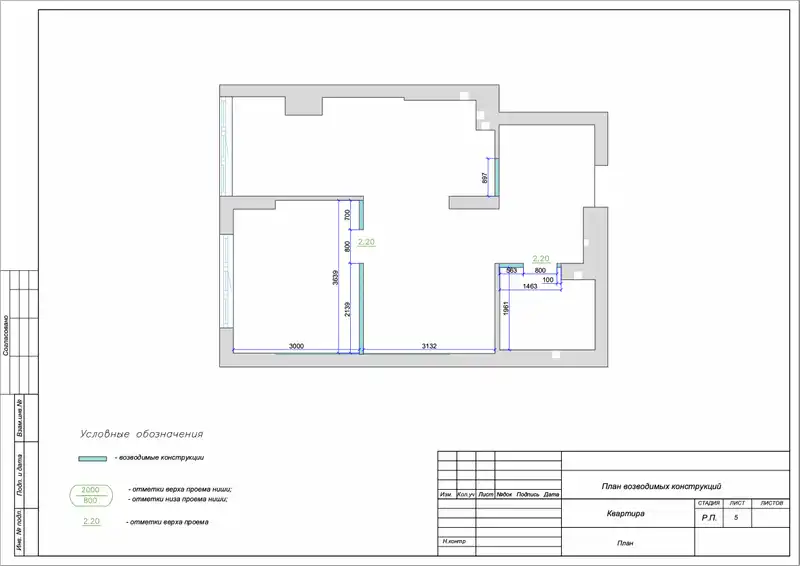 897
700
800
2.20
3639
2139
3000
3132
2.20
563
800
100
1463
1961
Согласовано
Взам.инв.№
Подп. и дата
Инв. № подл.
Условные обозначения
- возводимые конструкции
2000
800
- отметки верха проема ниши;
- отметки низа проема ниши;
2.20
- отметки верха проема
Изм. Кол.уч Лист №док Подпись Дата
Н.контр
План возводимых конструкций
Квартира
СТАДИЯ ЛИСТ ЛИСТОВ
Р.П. 5
План